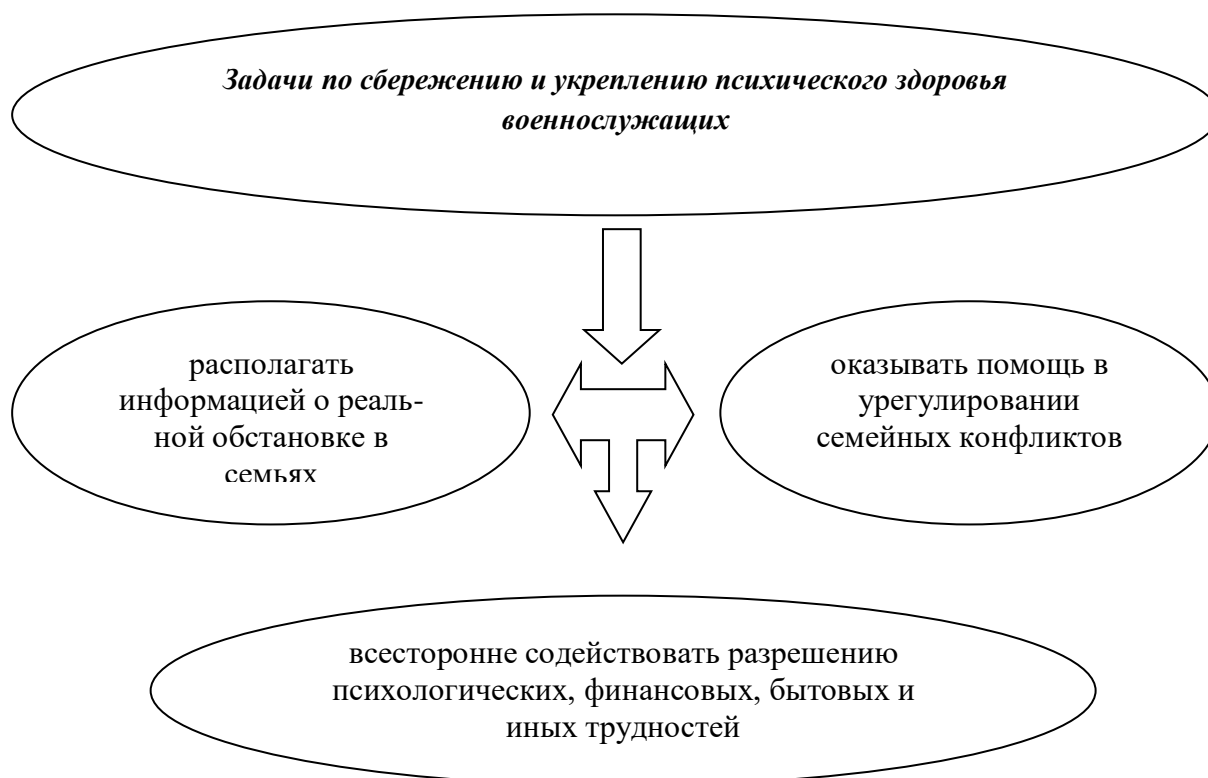 Задачи по сбережению и укреплению психического здоровья
военнослужащих
располагать
информацией о реаль-
ной обстановке в
семьях
оказывать помощь в
урегулировании
семейных конфликтов
всесторонне содействовать разрешению
психологических, финансовых, бытовых и
иных трудностей